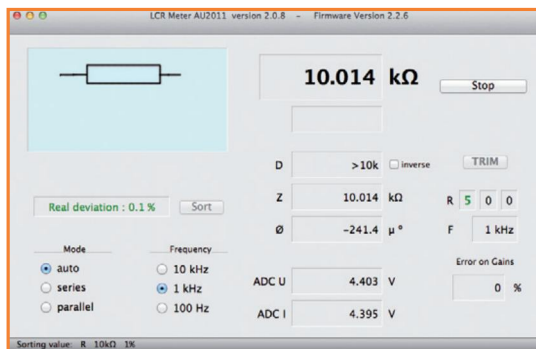 LCR Meter AU2011 version 2.0.8 - Firmware Version 2.2.6
10.014 kΩ
Stop
D >10k inverse TRIM
Real deviation : 0.1 % Sort
Z 10.014 kΩ R 5 0 0
Ø -241.4 µ ° F 1 kHz
Mode Frequency
Error on Gains
auto 10 kHz
ADC U 4.403 V 0 %
series 1 kHz
parallel 100 Hz
ADC I 4.395 V
Sorting value: R 10kΩ 1%